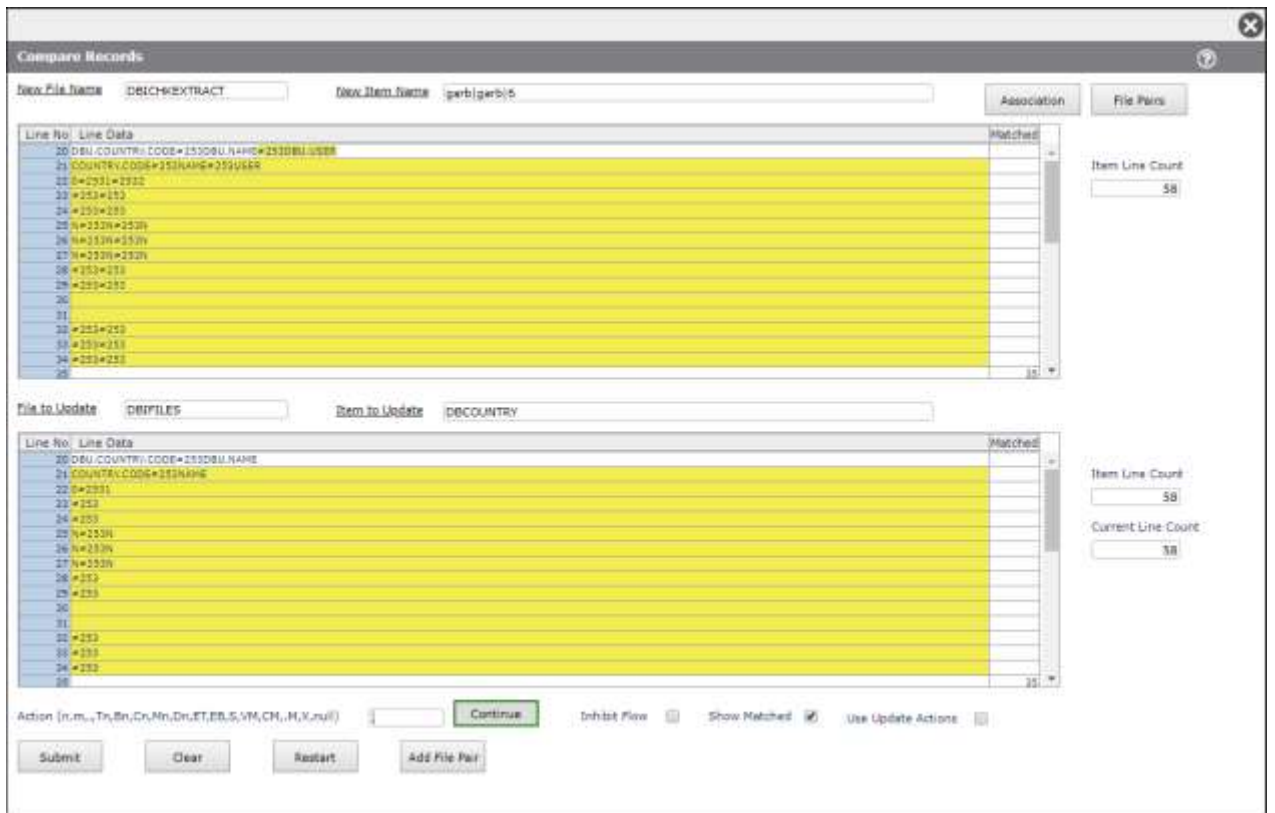 Compare Records
New File Name DBICHKEXTRACT New Item Name garb|garb|6 Association File Pairs
Line No Line Data Matched
20 DBU.COUNTRY.CODE#253DBU.NAME#253DBU.USER
21 COUNTRY.CODE#253NAME#253USER
22 0#2531#2532
23 #253#253
24 #253#253
25 N#253N#253N
26 N#253N#253N
27 N#253N#253N
28 #253#253
29 #253#253
30
31
32 #253#253
33 #253#253
34 #253#253
35 35
Item Line Count
58
File to Update DBIFILES Item to Update DBCOUNTRY
Line No Line Data Matched
20 DBU.COUNTRY.CODE#253DBU.NAME
21 COUNTRY.CODE#253NAME
22 0#2531
23 #253
24 #253
25 N#253N
26 N#253N
27 N#253N
28 #253
29 #253
30
31
32 #253
33 #253
34 #253
35 35
Item Line Count
58
Current Line Count
58
Action (n,m,.,Tn,Bn,Cn,Mn,Dn,ET,EB,S,VM,CM,.M,X,null) Continue Inhibit Flow Show Matched Use Update Actions
Submit Clear Restart Add File Pair